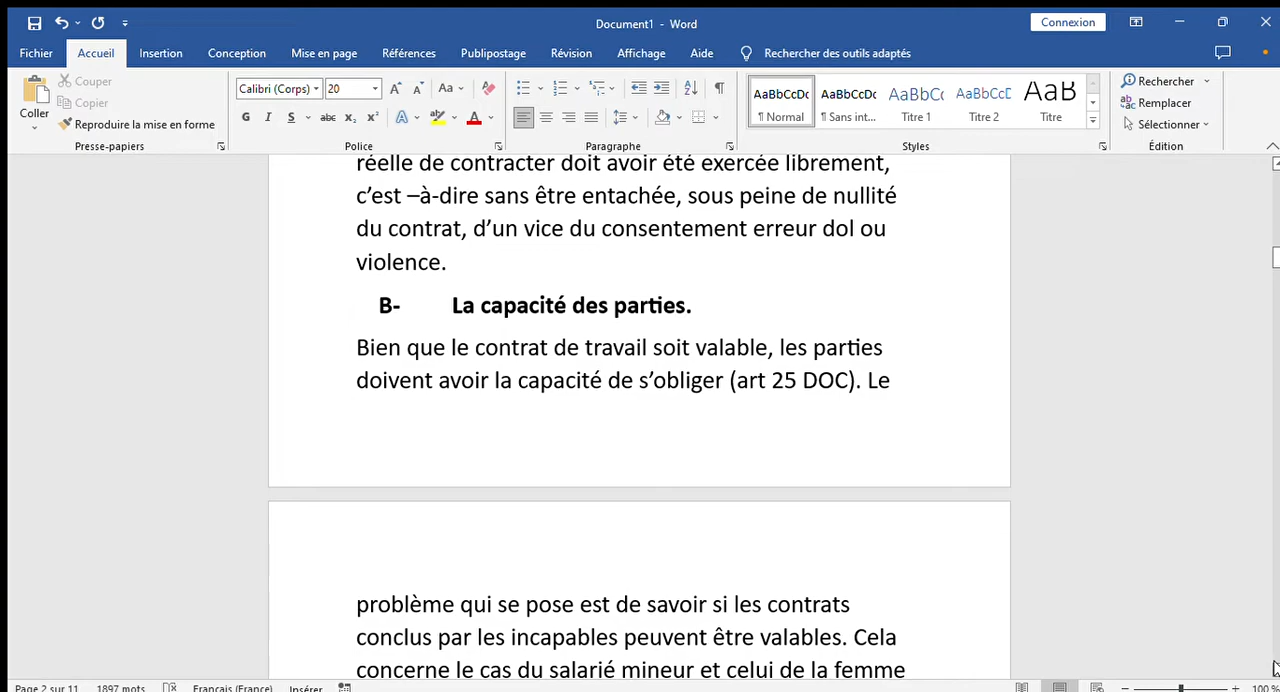 Document1 - Word
Connexion
Fichier Accueil Insertion Conception Mise en page Références Publipostage Révision Affichage Aide Rechercher des outils adaptés
Coller
Couper
Copier
Reproduire la mise en forme
Presse-papiers
Calibri (Corps) 20
Aa
G I S abc x₂ x²
Police
Paragraphe
AaBbCcDc AaBbCcDc AaBbCc AaBbCcD AaB
¶ Normal ¶ Sans int... Titre 1 Titre 2 Titre
Styles
Rechercher
Remplacer
Sélectionner
Édition
réelle de contracter doit avoir été exercée librement,
c’est –à-dire sans être entachée, sous peine de nullité
du contrat, d’un vice du consentement erreur dol ou
violence.
B- La capacité des parties.
Bien que le contrat de travail soit valable, les parties
doivent avoir la capacité de s’obliger (art 25 DOC). Le
problème qui se pose est de savoir si les contrats
conclus par les incapables peuvent être valables. Cela
concerne le cas du salarié mineur et celui de la femme
Page 2 sur 11 1897 mots Français (France) Insérer 100 %